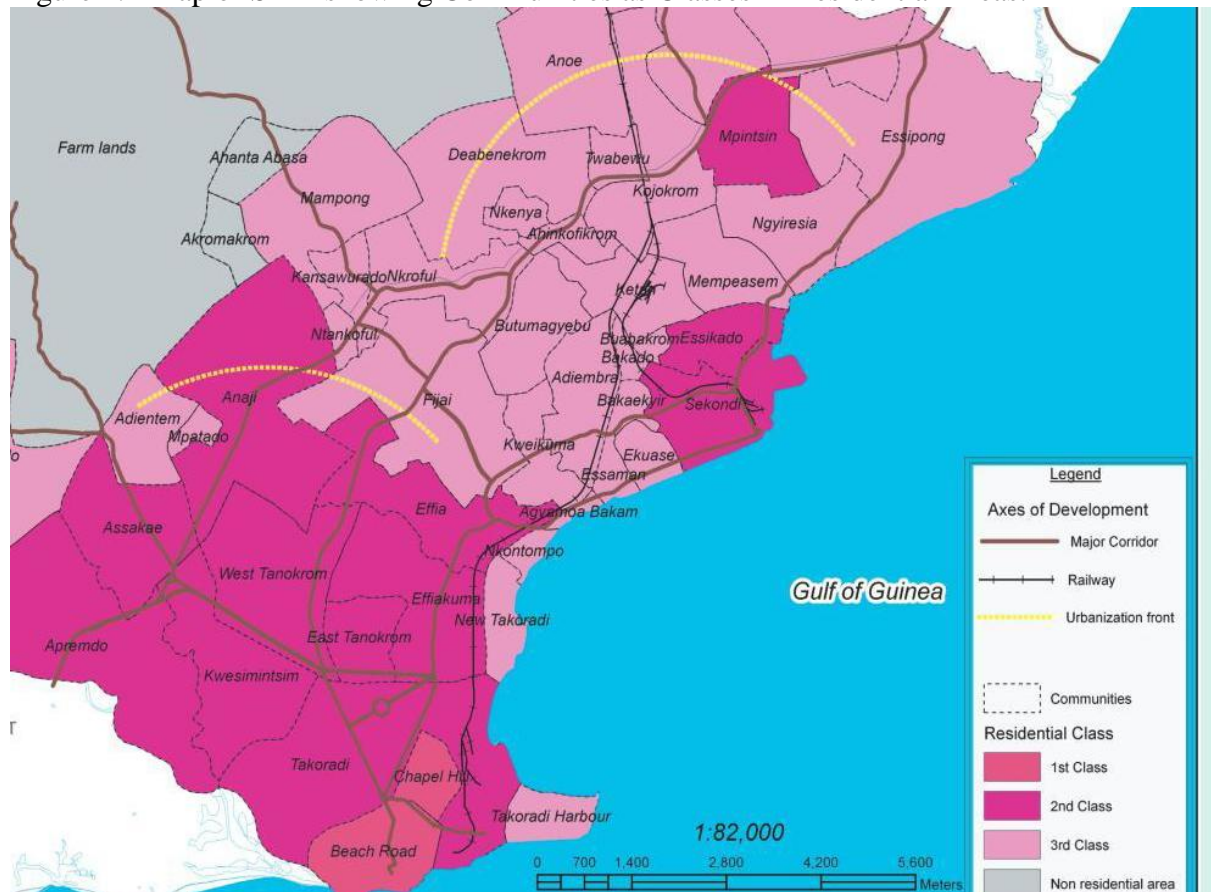 Anoe
Farm lands
Mpintsin
Essipong
Ahanta Abasa
Deabenekrom
Twabewu
Mampong
Kojokrom
Nkenya
Ngyiresia
Akromakrom
Ahinkofikrom
Kansawurado
Nkroful
Ketan
Mempeasem
Ntankoful
Butumagyebu
Buabakrom
Essikado
Bakado
Adiembra
Anaji
Fijai
Bakaekyir
Sekondi
Adientem
Mpatado
Kweikuma
Ekuase
Essaman
Assakae
Effia
Agyamoa Bakam
Nkontompo
West Tanokrom
Effiakuma
New Takoradi
Gulf of Guinea
East Tanokrom
Apremdo
Kwesimintsim
Takoradi
Chapel Hill
Takoradi Harbour
Beach Road
1:82,000
0 700 1,400 2,800 4,200 5,600
Meters
Legend
Axes of Development
Major Corridor
Railway
Urbanization front
Communities
Residential Class
1st Class
2nd Class
3rd Class
Non residential area